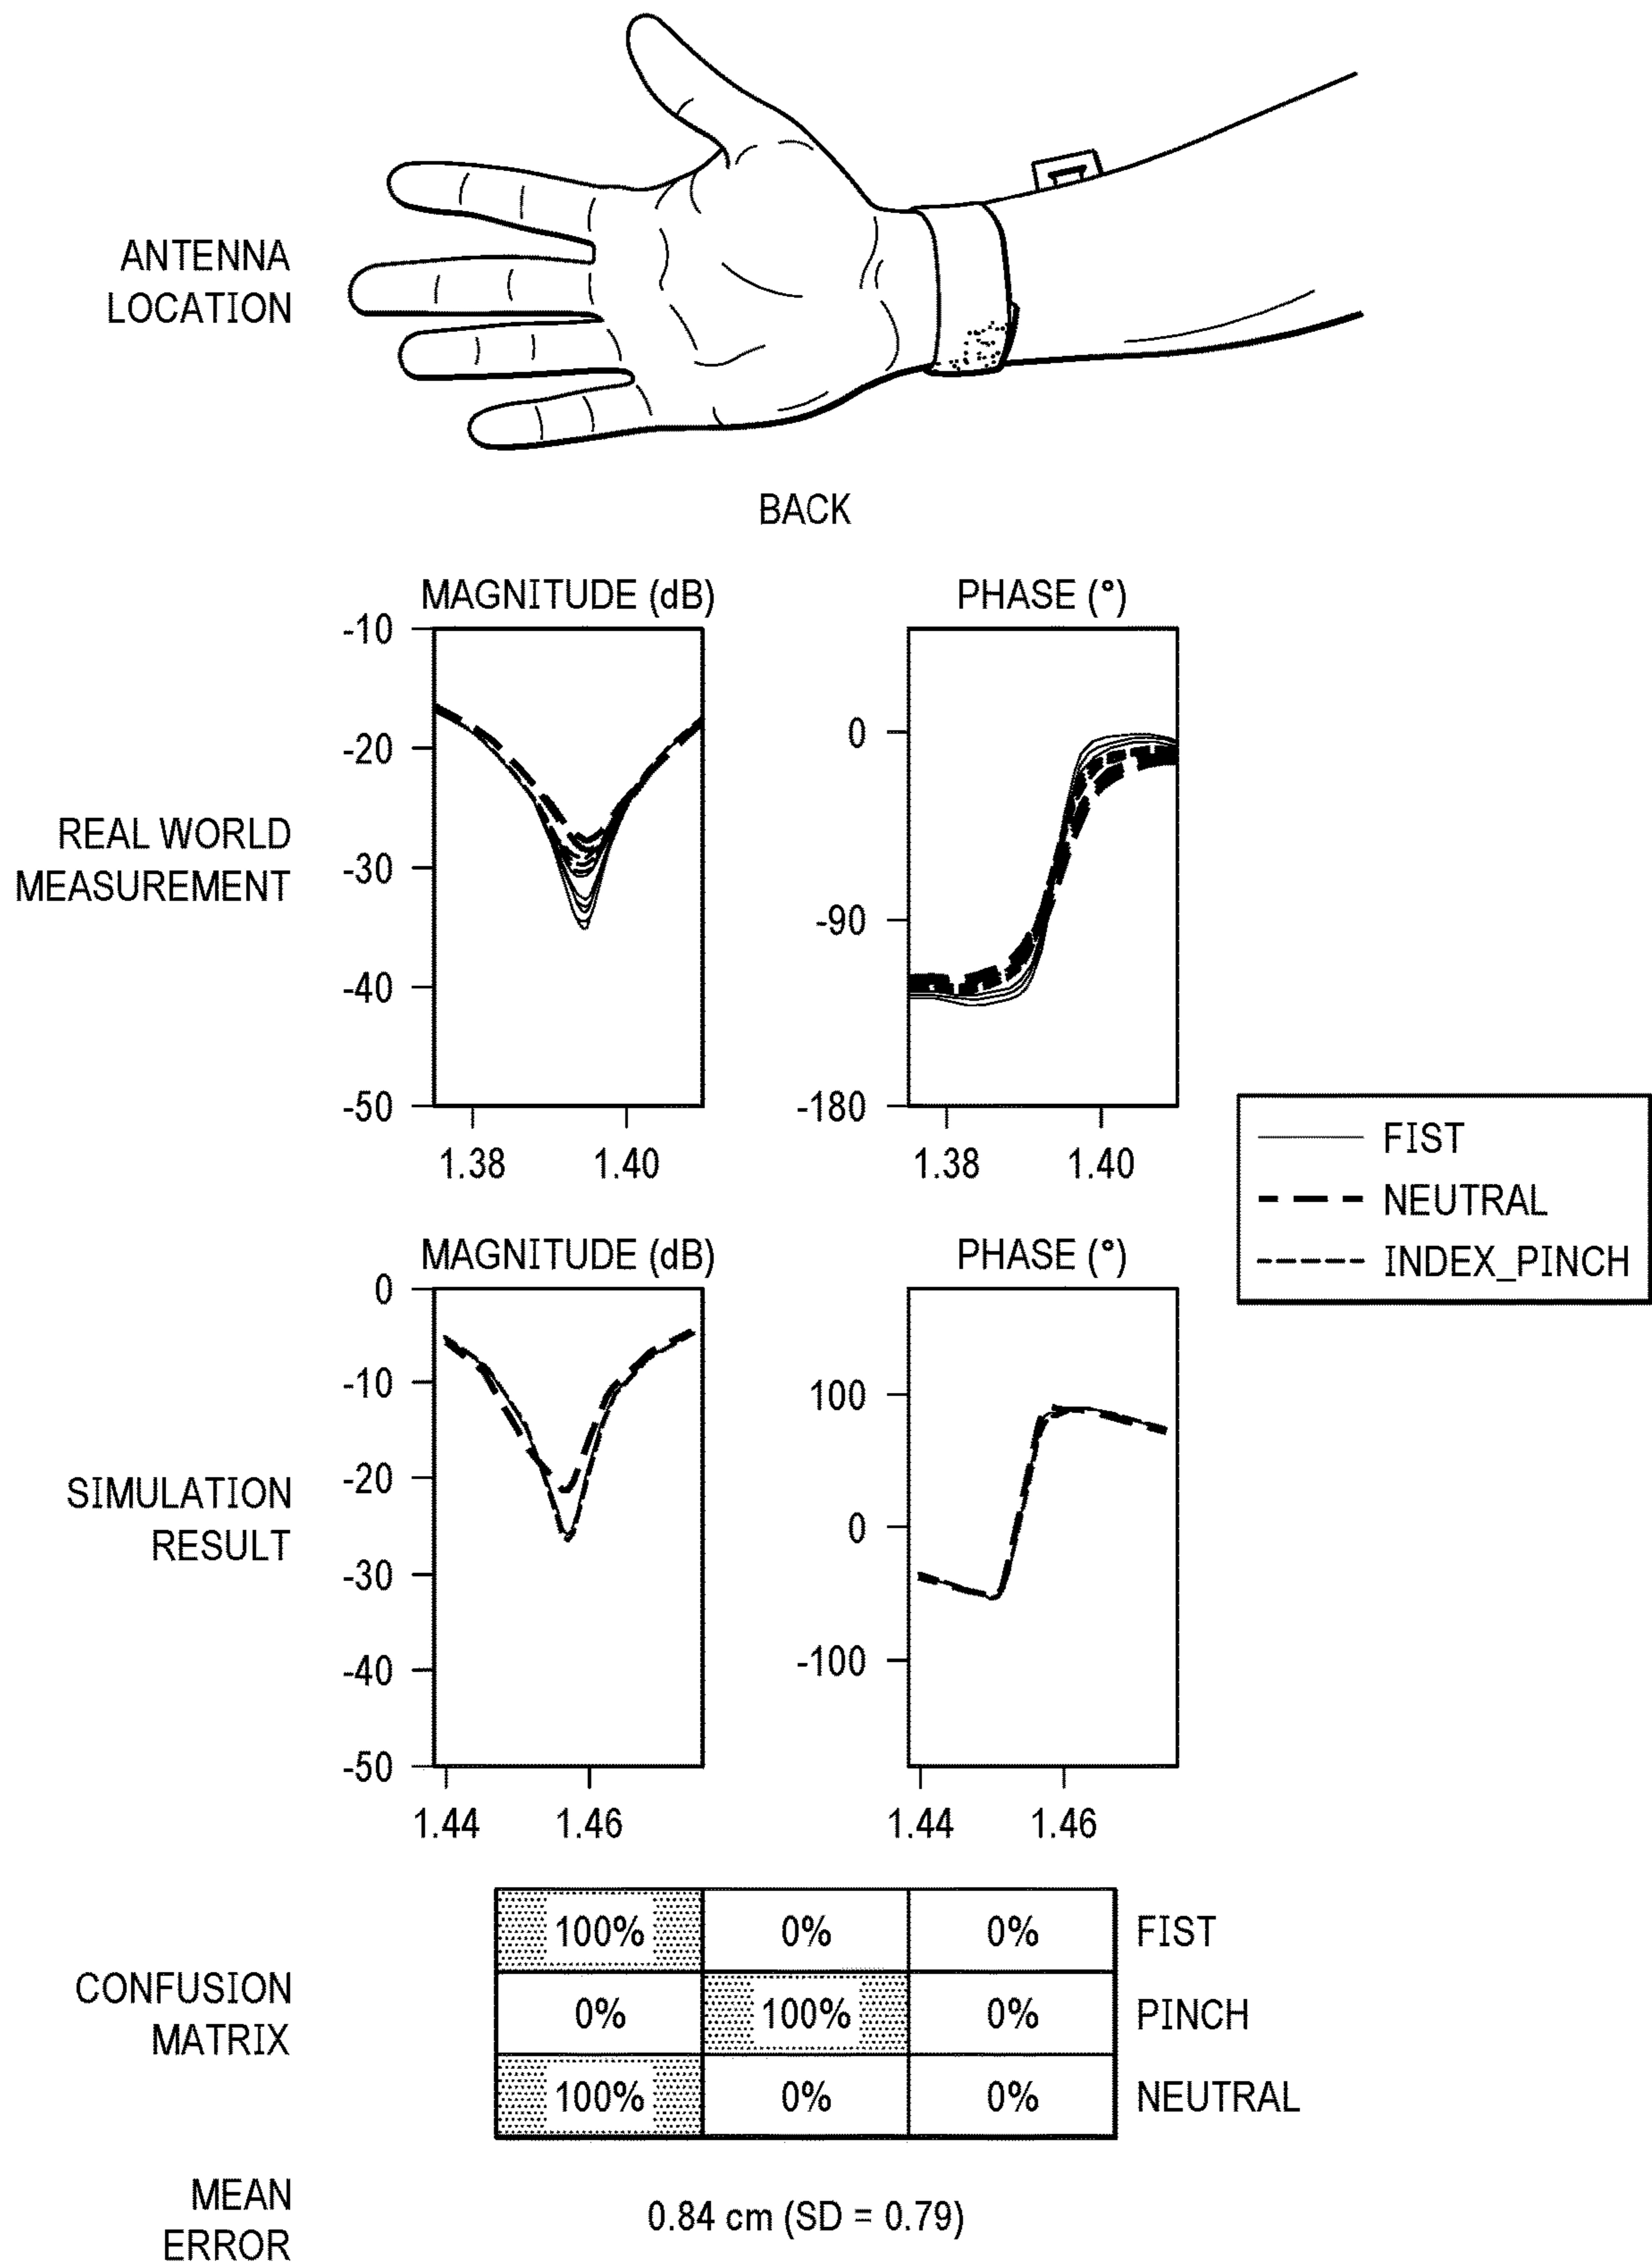 ANTENNA
LOCATION
BACK
MAGNITUDE (dB)
PHASE (°)
REAL WORLD
MEASUREMENT
-10
-20
-30
-40
-50
1.38
1.40
0
-90
-180
1.38
1.40
FIST
NEUTRAL
INDEX_PINCH
MAGNITUDE (dB)
PHASE (°)
SIMULATION
RESULT
0
-10
-20
-30
-40
-50
1.44
1.46
100
0
-100
1.44
1.46
CONFUSION
MATRIX
100% 0% 0% FIST
0% 100% 0% PINCH
100% 0% 0% NEUTRAL
MEAN
ERROR
0.84 cm (SD = 0.79)